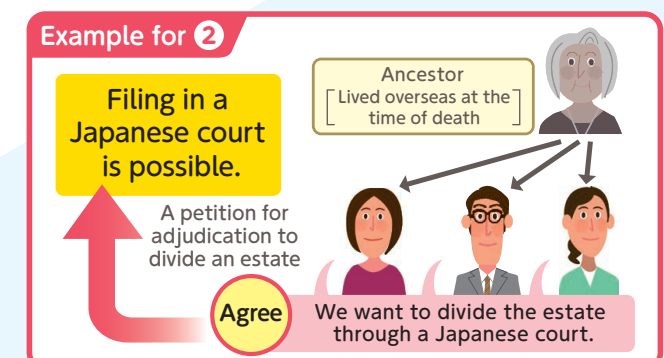 Example for 2
Filing in a
Japanese court
is possible.
Ancestor
[Lived overseas at the
time of death]
A petition for
adjudication to
divide an estate
Agree
We want to divide the estate
through a Japanese court.